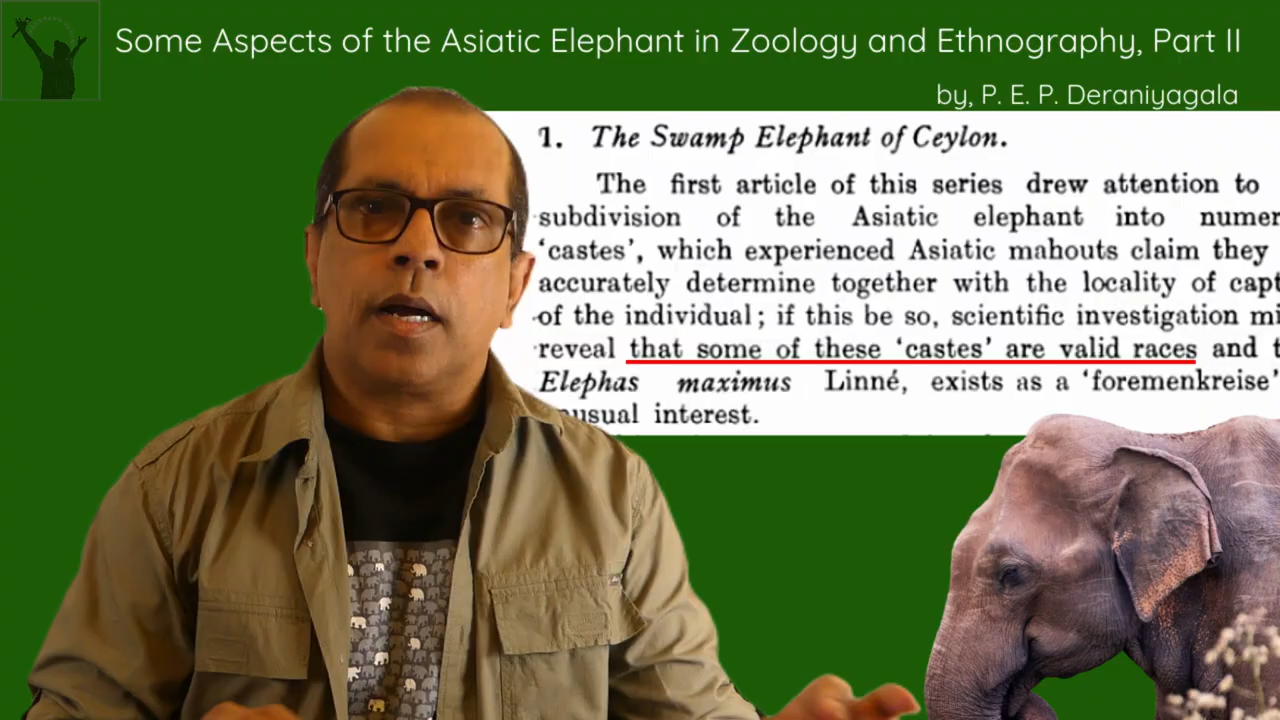 Some Aspects of the Asiatic Elephant in Zoology and Ethnography, Part II
by, P. E. P. Deraniyagala
1. The Swamp Elephant of Ceylon.
The first article of this series drew attention to
subdivision of the Asiatic elephant into numer
'castes', which experienced Asiatic mahouts claim they
accurately determine together with the locality of capt
of the individual; if this be so, scientific investigation mi
reveal that some of these 'castes' are valid races and t
Elephas maximus Linné, exists as a 'foremenkreise'
usual interest.